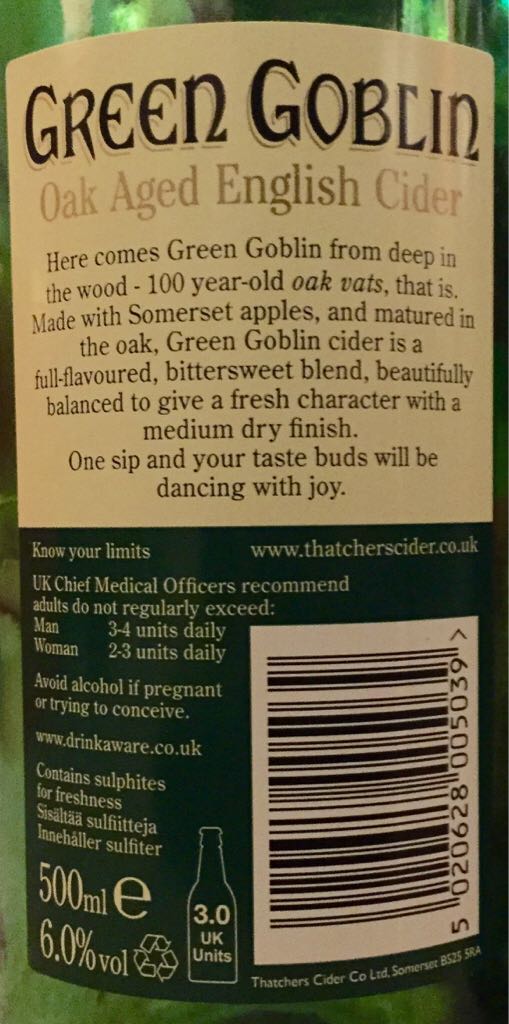 GREEN GOBLIN
Oak Aged English Cider
Here comes Green Goblin from deep in
the wood - 100 year-old oak vats, that is.
Made with Somerset apples, and matured in
the oak, Green Goblin cider is a
full-flavoured, bittersweet blend, beautifully
balanced to give a fresh character with a
medium dry finish.
One sip and your taste buds will be
dancing with joy.
Know your limits
www.thatcherscider.co.uk
UK Chief Medical Officers recommend
adults do not regularly exceed:
Man 3-4 units daily
Woman 2-3 units daily
Avoid alcohol if pregnant
or trying to conceive.
www.drinkaware.co.uk
Contains sulphites
for freshness
Sisältää sulfiitteja
Innehåller sulfiter
500ml e
6.0% vol
3.0
UK
Units
5 020628 005039 >
Thatchers Cider Co Ltd, Somerset BS25 5RA